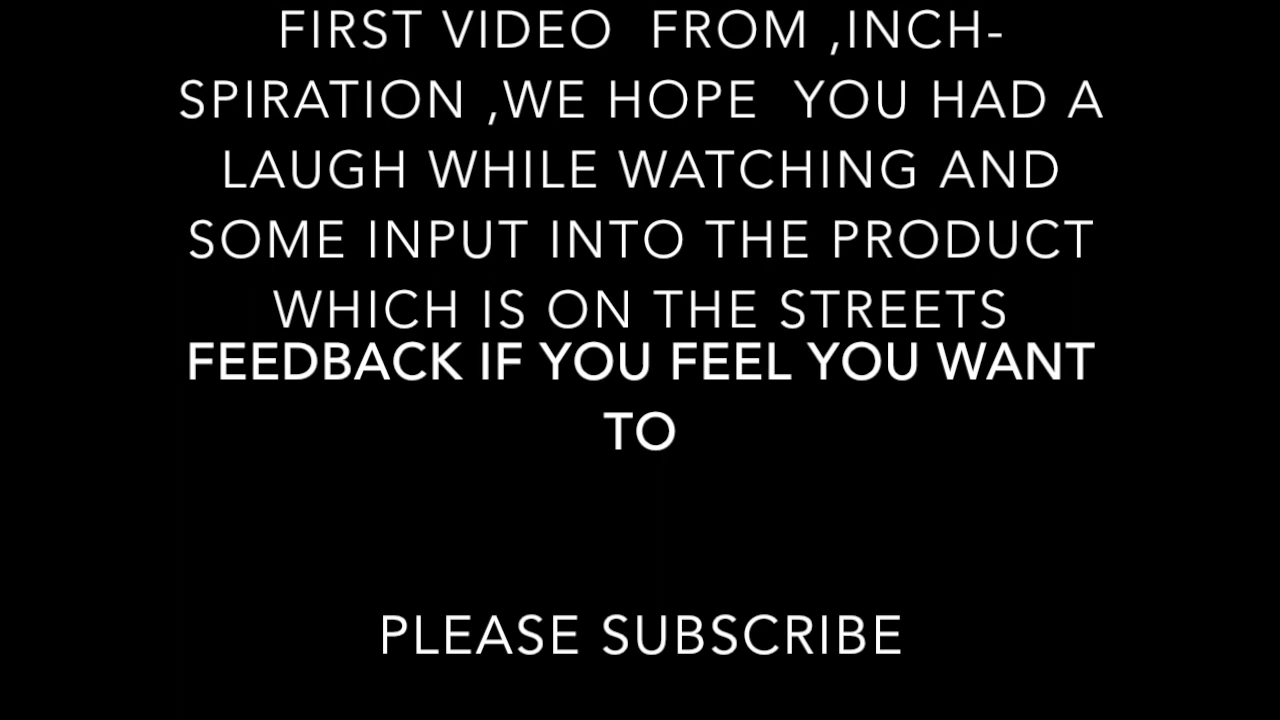 FIRST VIDEO  FROM ,INCH-
SPIRATION ,WE HOPE  YOU HAD A
LAUGH WHILE WATCHING AND
SOME INPUT INTO THE PRODUCT
WHICH IS ON THE STREETS
FEEDBACK IF YOU FEEL YOU WANT
TO
PLEASE SUBSCRIBE